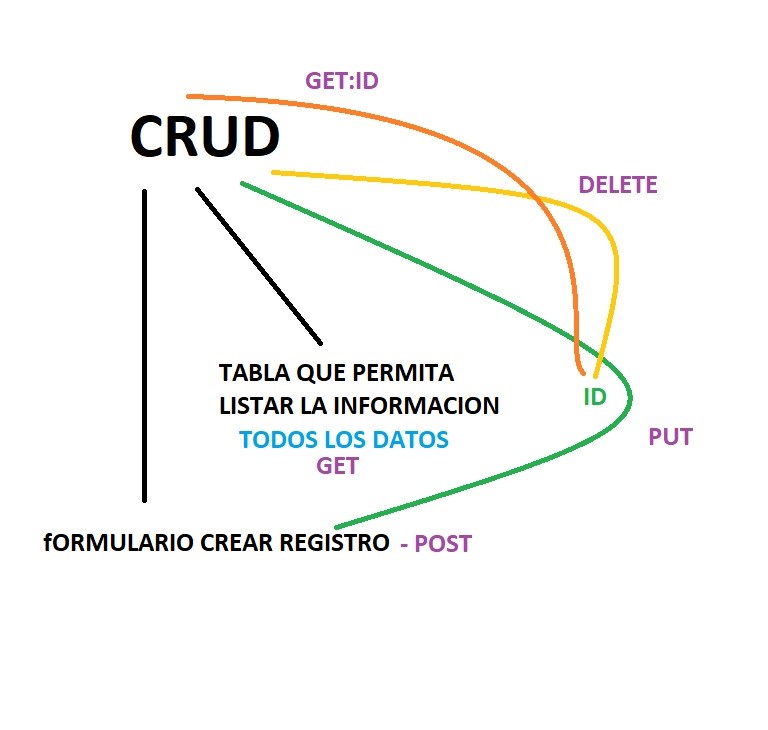 GET:ID
CRUD
DELETE
TABLA QUE PERMITA
LISTAR LA INFORMACION
ID
TODOS LOS DATOS
PUT
GET
fORMULARIO CREAR REGISTRO - POST